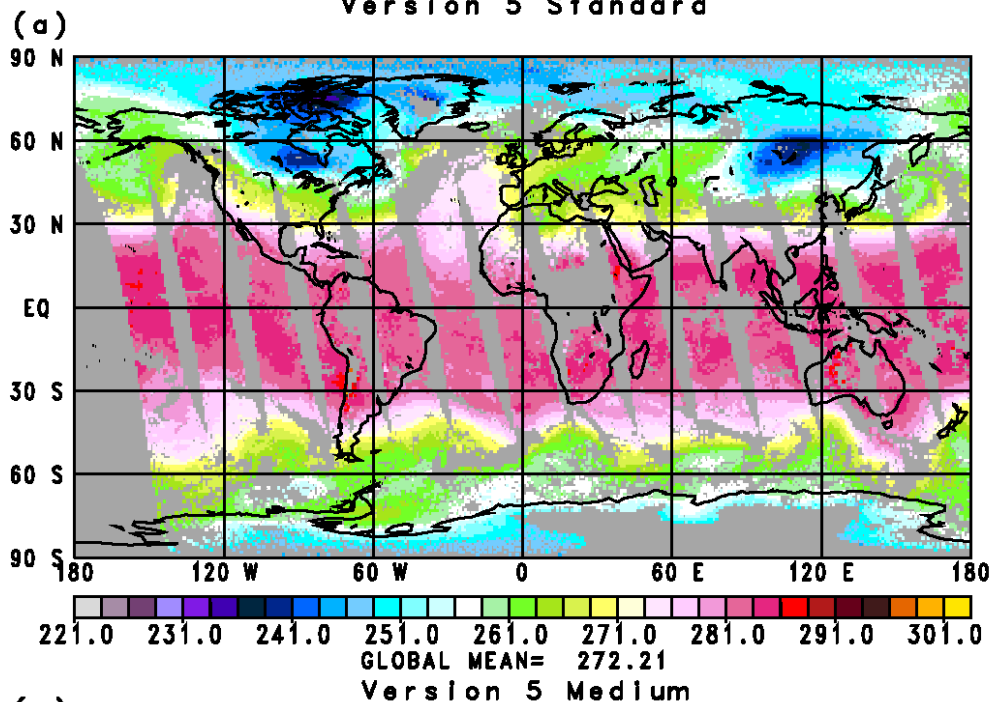 Version 5 Standard
(a)
90 N
60 N
30 N
EQ
30 S
60 S
90 S
180 120 W 60 W 0 60 E 120 E 180
221.0 231.0 241.0 251.0 261.0 271.0 281.0 291.0 301.0
GLOBAL MEAN= 272.21
Version 5 Medium